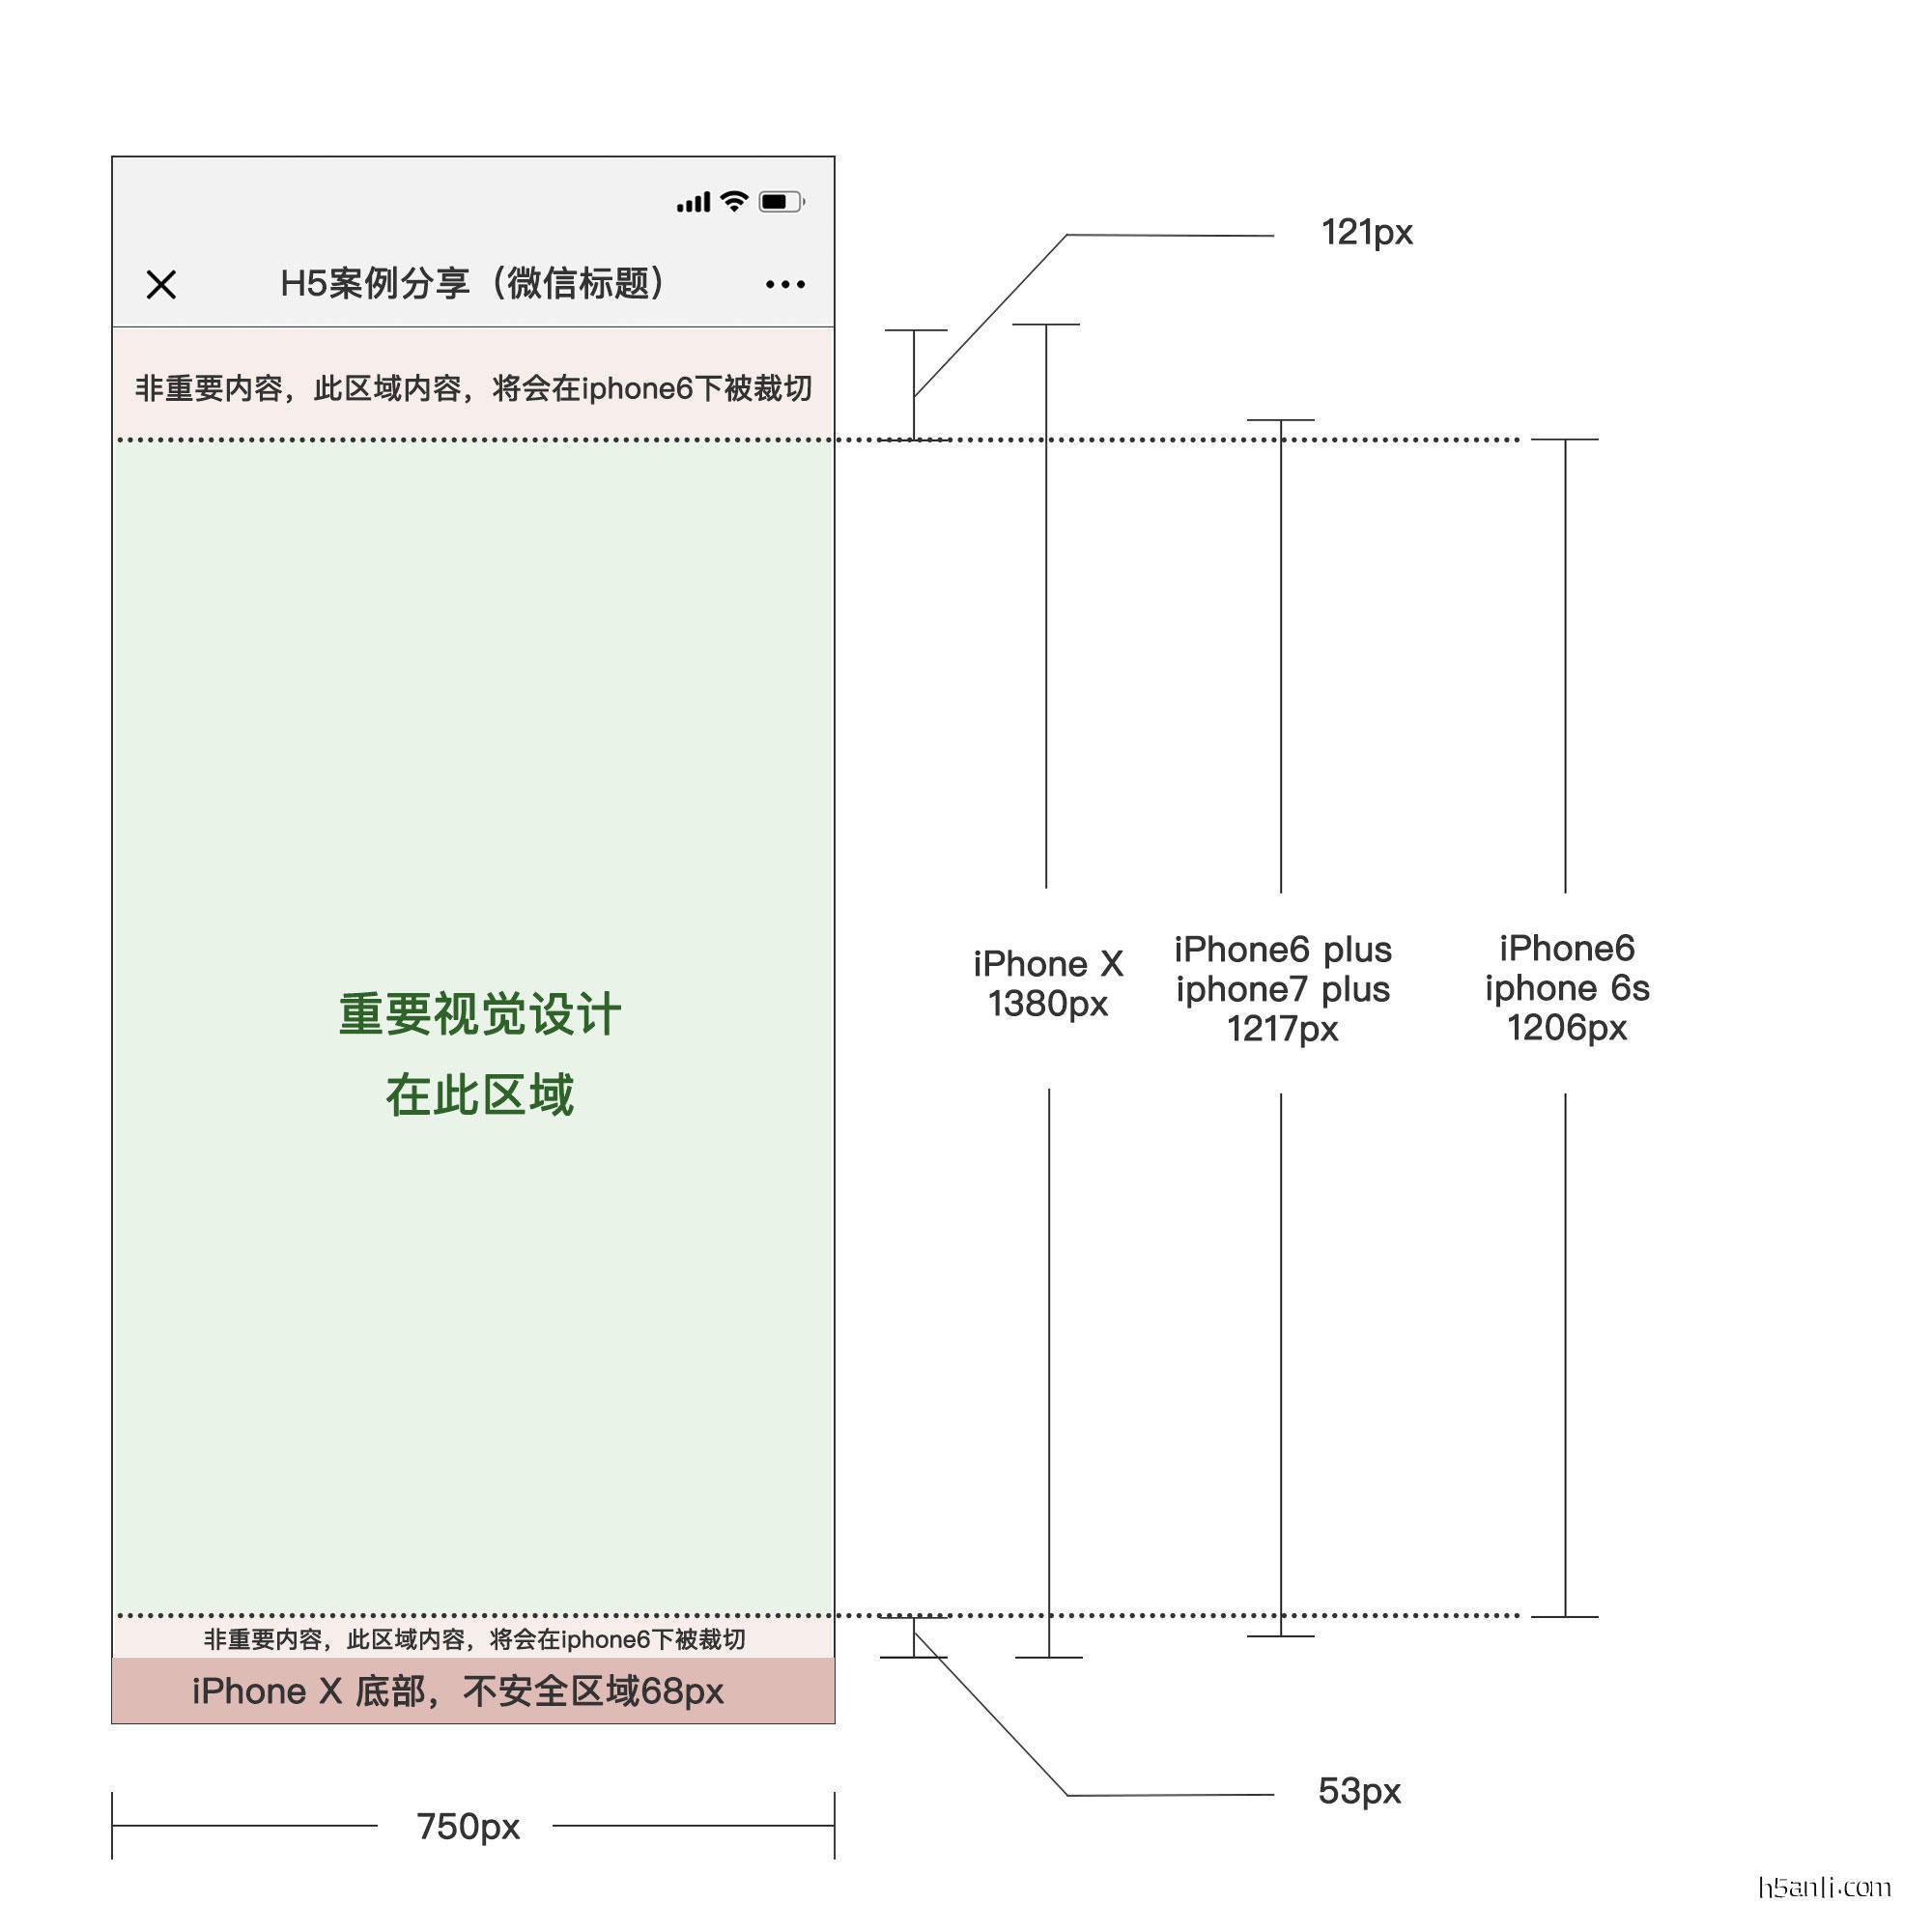 H5案例分享（微信标题）
121px
非重要内容，此区域内容，将会在iphone6下被裁切
iPhone X
1380px
iPhone6 plus
iphone7 plus
1217px
iPhone6
iphone 6s
1206px
重要视觉设计
在此区域
非重要内容，此区域内容，将会在iphone6下被裁切
iPhone X 底部，不安全区域68px
53px
750px
h5anli.com